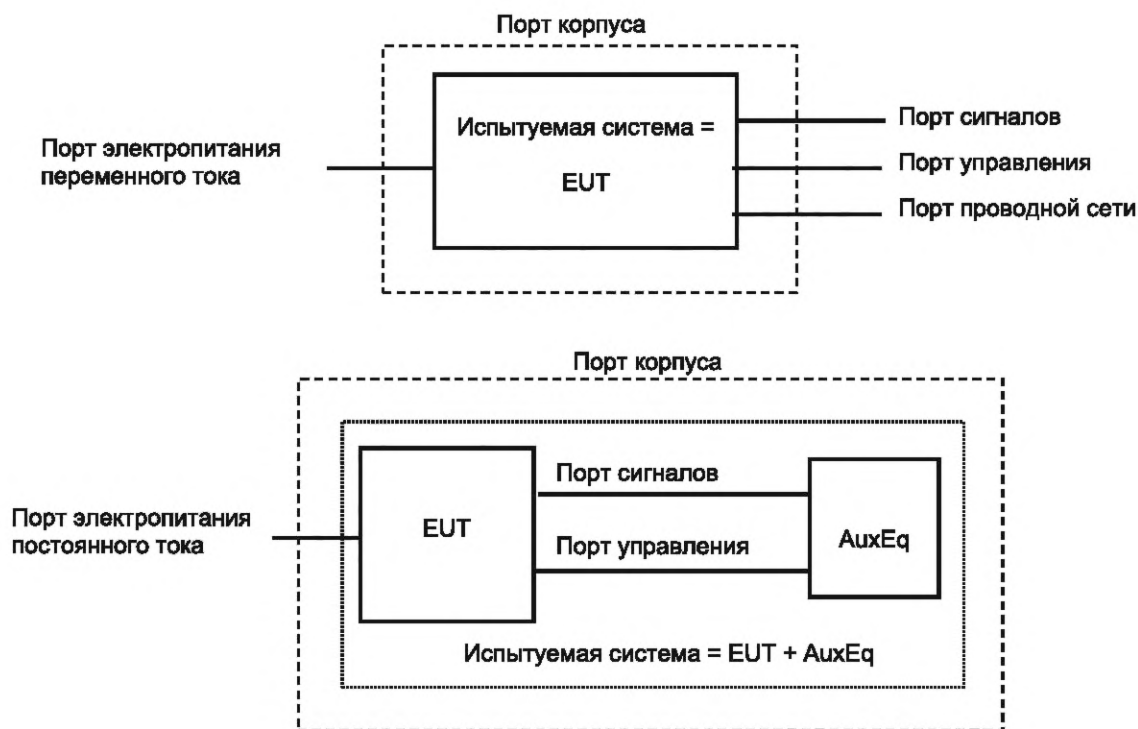 Порт корпуса
Испытуемая система =
EUT
Порт электропитания
переменного тока
Порт сигналов
Порт управления
Порт проводной сети
Порт корпуса
Порт электропитания
постоянного тока
EUT
Порт сигналов
Порт управления
AuxEq
Испытуемая система = EUT + AuxEq